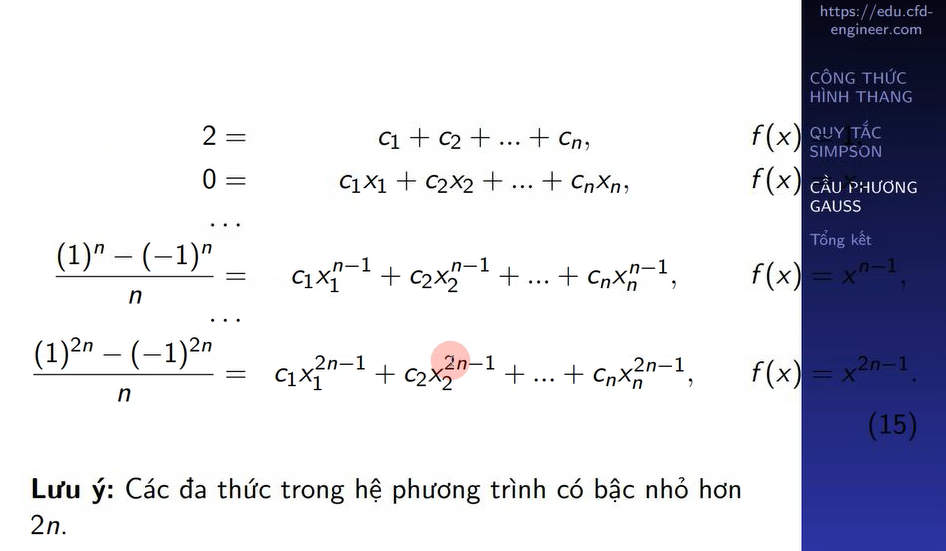 https://edu.cfd-
engineer.com
CÔNG THỨC
HÌNH THANG
QUY TẮC
SIMPSON
CẦU PHƯƠNG
GAUSS
Tổng kết
2 = c₁ + c₂ + ... + cₙ, f(x) = 1,
0 = c₁x₁ + c₂x₂ + ... + cₙxₙ, f(x) = x,
...
((1)ⁿ − (−1)ⁿ)/n = c₁x₁ⁿ⁻¹ + c₂x₂ⁿ⁻¹ + ... + cₙxₙⁿ⁻¹, f(x) = xⁿ⁻¹,
...
((1)²ⁿ − (−1)²ⁿ)/n = c₁x₁²ⁿ⁻¹ + c₂x₂²ⁿ⁻¹ + ... + cₙxₙ²ⁿ⁻¹, f(x) = x²ⁿ⁻¹.
(15)
Lưu ý: Các đa thức trong hệ phương trình có bậc nhỏ hơn
2n.